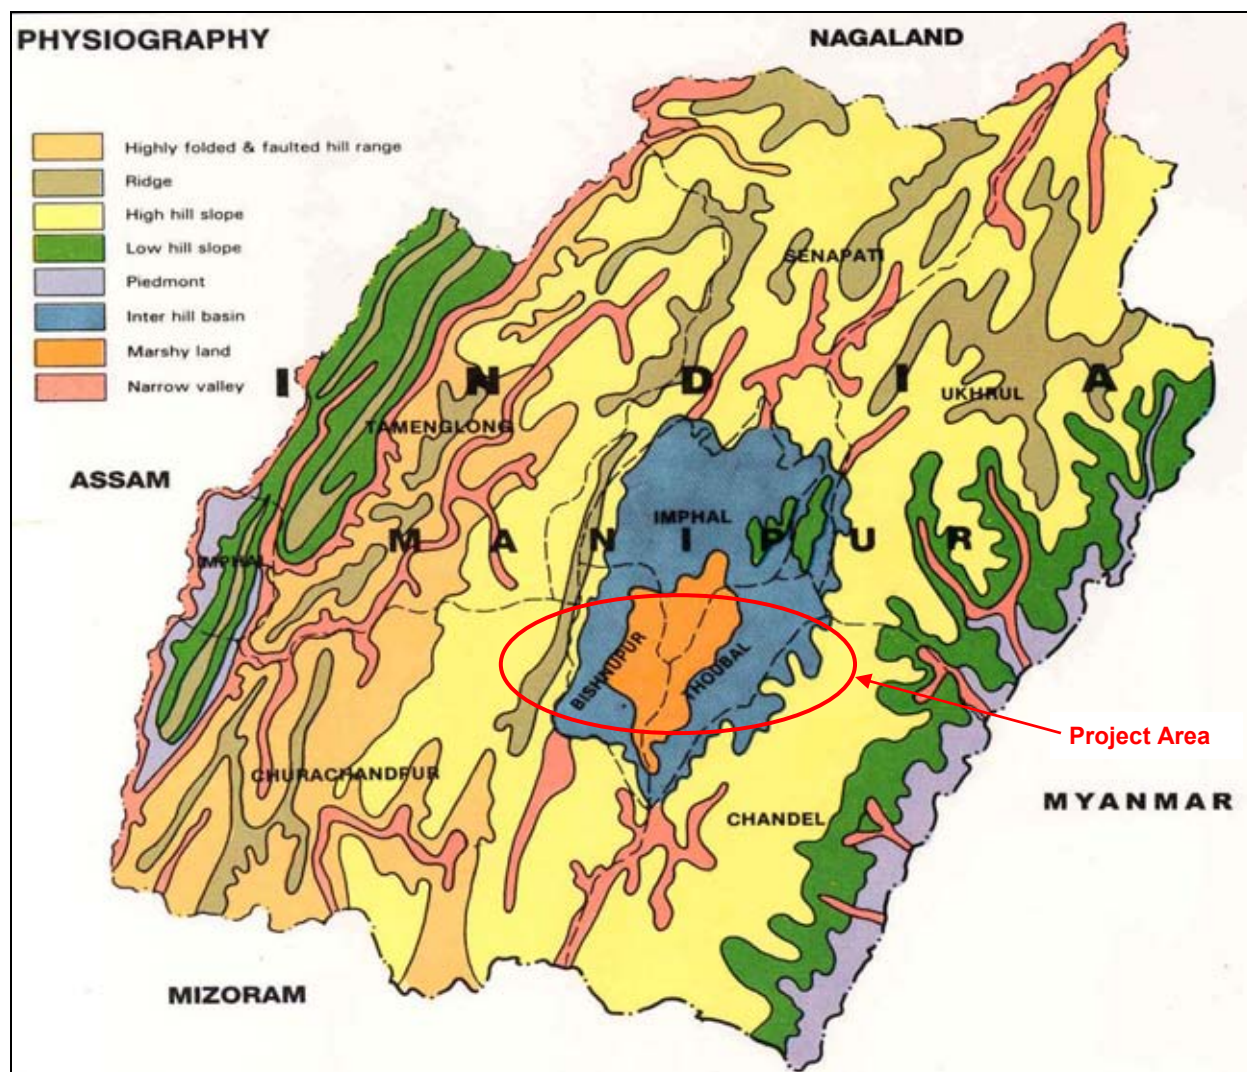 PHYSIOGRAPHY
NAGALAND
Highly folded & faulted hill range
Ridge
High hill slope
Low hill slope
Piedmont
Inter hill basin
Marshy land
Narrow valley
SENAPATI
I N D I A
UKHRUL
TAMENGLONG
ASSAM
IMPHAL
M A N I P U R
IMPHAL
BISHNUPUR
THOUBAL
Project Area
CHURACHANDPUR
CHANDEL
MYANMAR
MIZORAM